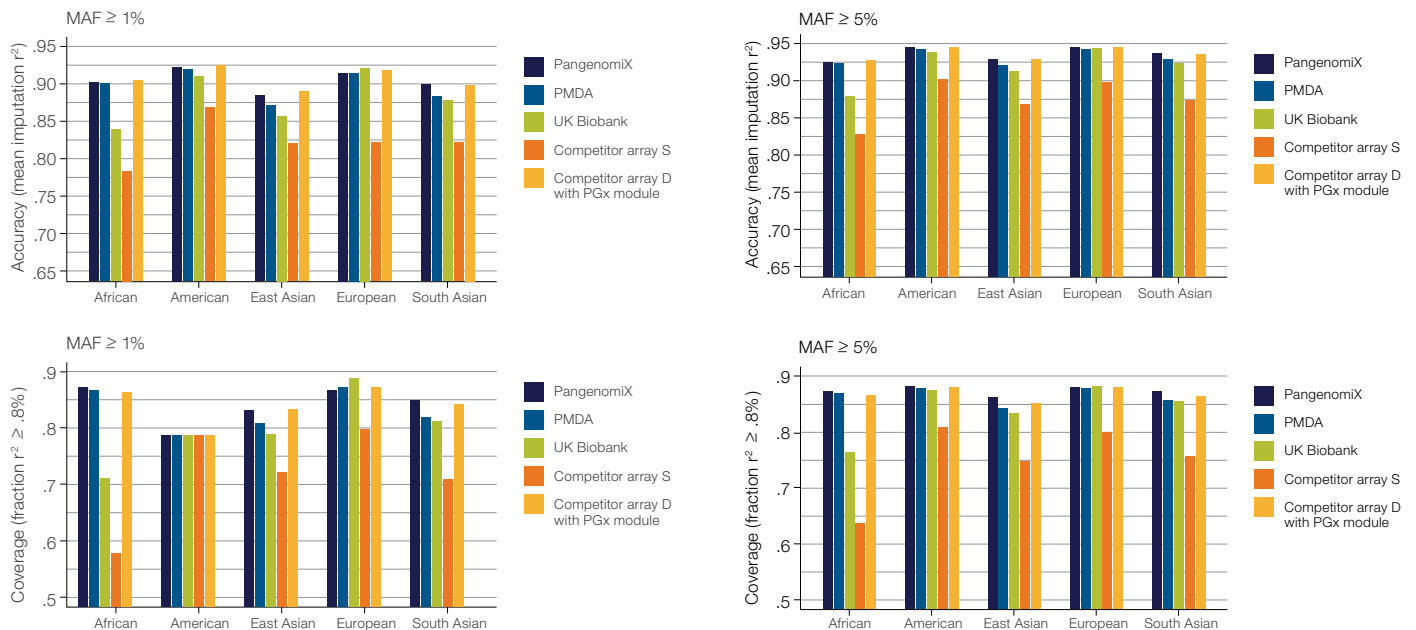 MAF ≥ 1%
Accuracy (mean imputation r²)
.95
.90
.85
.80
.75
.70
.65
African
American
East Asian
European
South Asian
PangenomiX
PMDA
UK Biobank
Competitor array S
Competitor array D
with PGx module
MAF ≥ 5%
Accuracy (mean imputation r²)
.95
.90
.85
.80
.75
.70
.65
African
American
East Asian
European
South Asian
PangenomiX
PMDA
UK Biobank
Competitor array S
Competitor array D
with PGx module
MAF ≥ 1%
Coverage (fraction r² ≥ .8%)
.9
.8
.7
.6
.5
African
American
East Asian
European
South Asian
PangenomiX
PMDA
UK Biobank
Competitor array S
Competitor array D
with PGx module
MAF ≥ 5%
Coverage (fraction r² ≥ .8%)
.9
.8
.7
.6
.5
African
American
East Asian
European
South Asian
PangenomiX
PMDA
UK Biobank
Competitor array S
Competitor array D
with PGx module